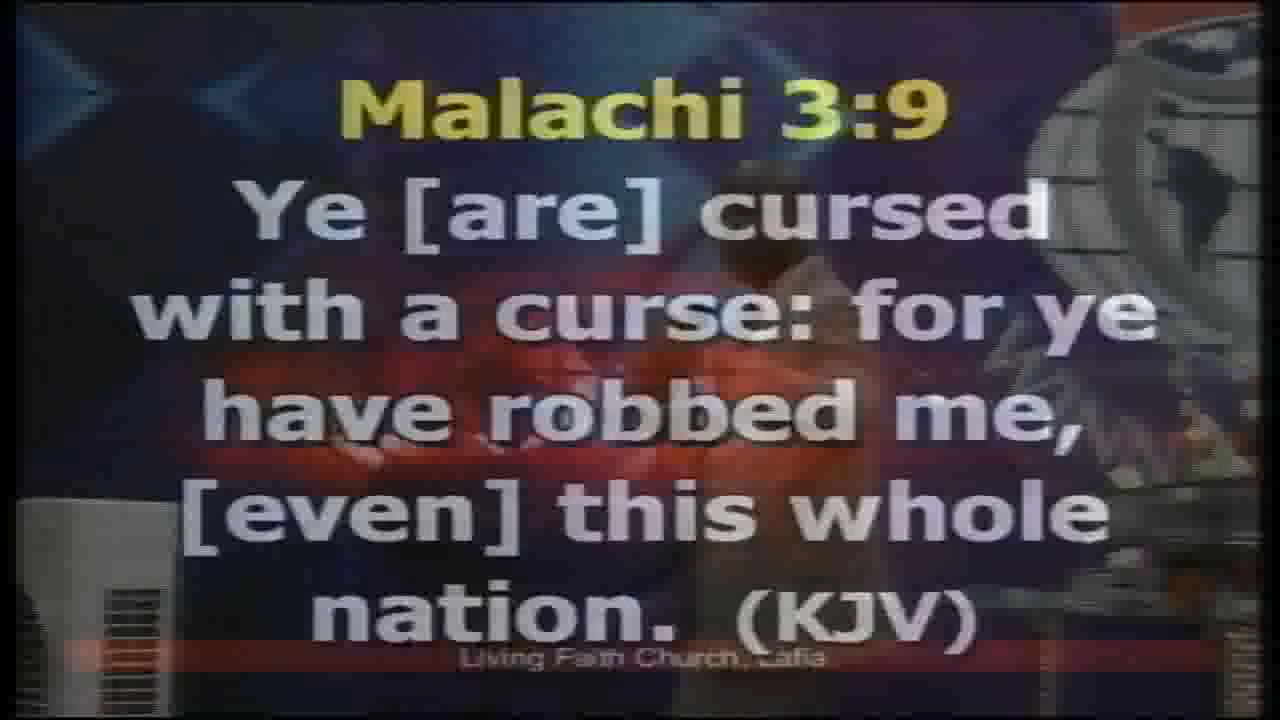 Malachi 3:9
Ye [are] cursed
with a curse: for ye
have robbed me,
[even] this whole
nation. (KJV)
Living Faith Church, Lafia